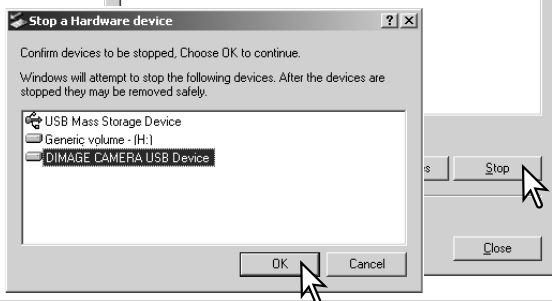 Stop a Hardware device
Confirm devices to be stopped, Choose OK to continue.
Windows will attempt to stop the following devices. After the devices are
stopped they may be removed safely.
USB Mass Storage Device
Generic volume - (H:)
DIMAGE CAMERA USB Device
OK
Cancel
Stop
Close